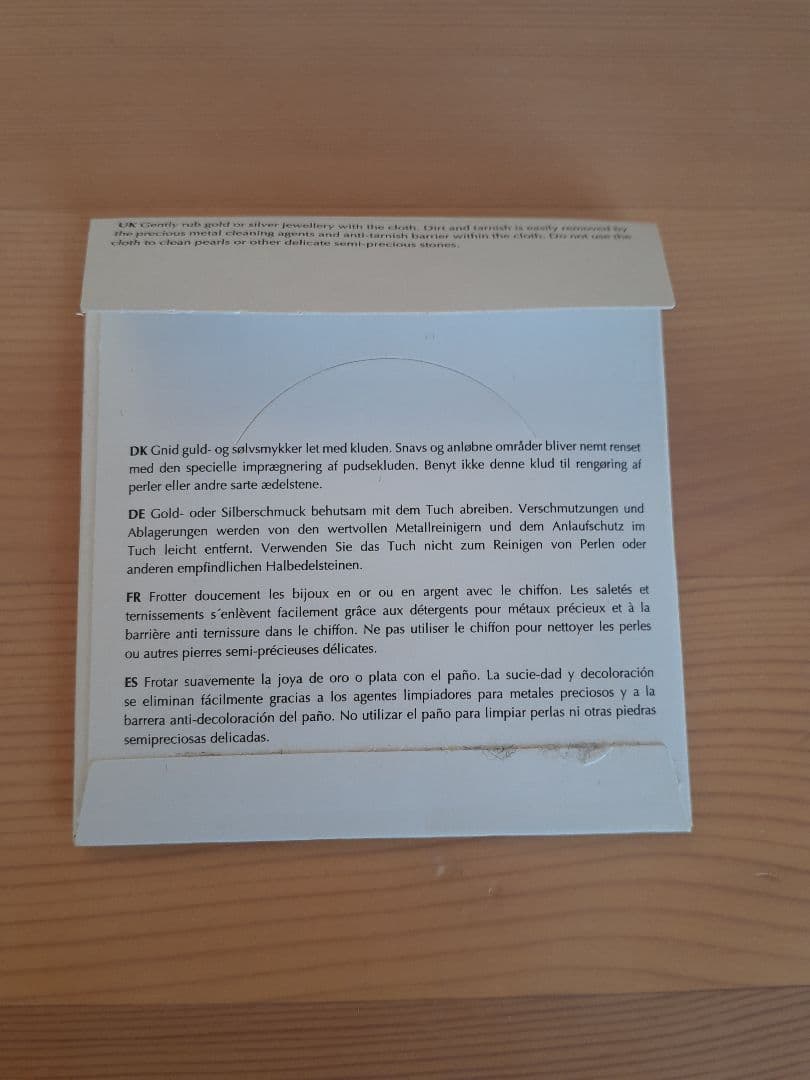 UK Gently rub gold or silver jewellery with the cloth. Dirt and tarnish is easily removed by
the precious metal cleaning agents and anti-tarnish barrier within the cloth. Do not use the
cloth to clean pearls or other delicate semi-precious stones.
DK Gnid guld- og sølvsmykker let med kluden. Snavs og anløbne områder bliver nemt renset
med den specielle imprægnering af pudsekluden. Benyt ikke denne klud til rengøring af
perler eller andre sarte ædelstene.
DE Gold- oder Silberschmuck behutsam mit dem Tuch abreiben. Verschmutzungen und
Ablagerungen werden von den wertvollen Metallreinigern und dem Anlaufschutz im
Tuch leicht entfernt. Verwenden Sie das Tuch nicht zum Reinigen von Perlen oder
anderen empfindlichen Halbedelsteinen.
FR Frotter doucement les bijoux en or ou en argent avec le chiffon. Les saletés et
ternissements s´enlèvent facilement grâce aux détergents pour métaux précieux et à la
barrière anti ternissure dans le chiffon. Ne pas utiliser le chiffon pour nettoyer les perles
ou autres pierres semi-précieuses délicates.
ES Frotar suavemente la joya de oro o plata con el paño. La sucie-dad y decoloración
se eliminan fácilmente gracias a los agentes limpiadores para metales preciosos y a la
barrera anti-decoloración del paño. No utilizar el paño para limpiar perlas ni otras piedras
semipreciosas delicadas.